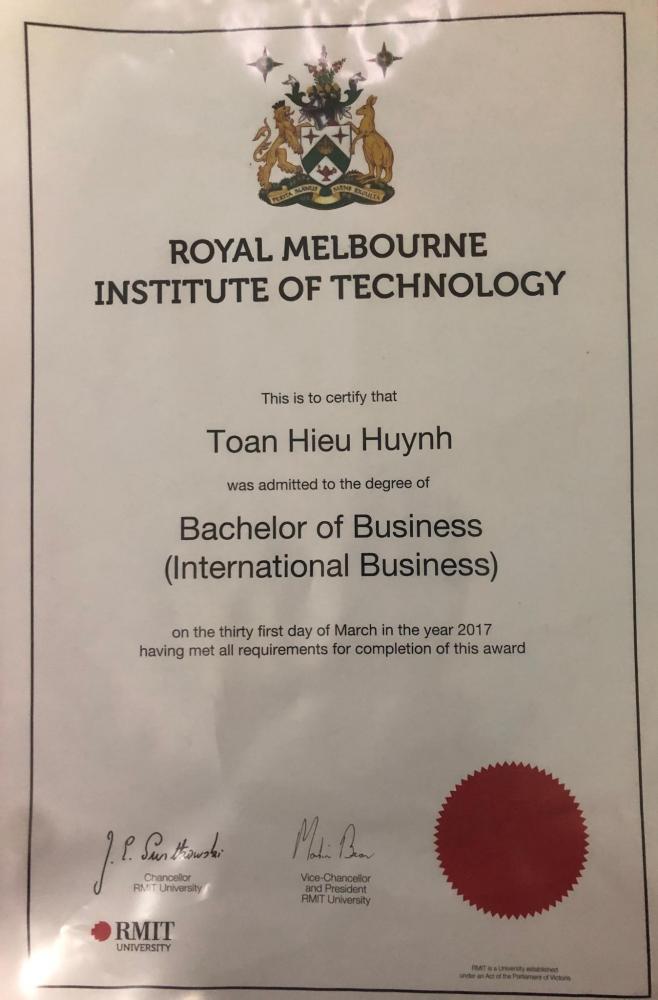 PERITA MANUS MENS EXCULTA
ROYAL MELBOURNE
INSTITUTE OF TECHNOLOGY
This is to certify that
Toan Hieu Huynh
was admitted to the degree of
Bachelor of Business
(International Business)
on the thirty first day of March in the year 2017
having met all requirements for completion of this award
Chancellor
RMIT University
Vice-Chancellor
and President
RMIT University
RMIT
UNIVERSITY
RMIT is a University established
under an Act of the Parliament of Victoria